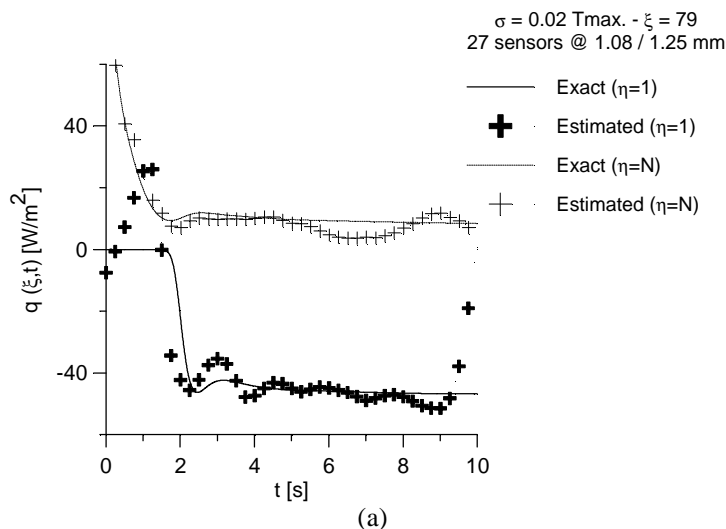 σ = 0.02 Tmax. - ξ = 79
27 sensors @ 1.08 / 1.25 mm
Exact (η=1)
Estimated (η=1)
Exact (η=N)
Estimated (η=N)
q (ξ,t) [W/m²]
40
0
-40
0 2 4 6 8 10
t [s]
(a)